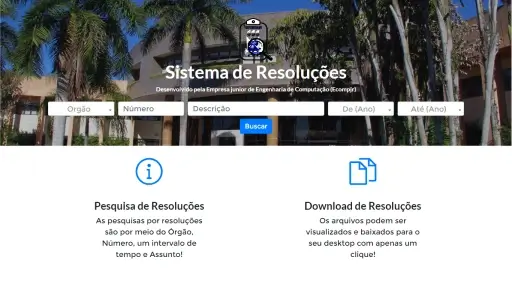 Sistema de Resoluções
Desenvolvido pela Empresa junior de Engenharia de Computação (Ecompjr)
Orgão Número Descrição De (Ano) Até (Ano)
Buscar
Pesquisa de Resoluções
As pesquisas por resoluções
são por meio do Órgão,
Número, um intervalo de
tempo e Assunto!
Download de Resoluções
Os arquivos podem ser
visualizados e baixados para o
seu desktop com apenas um
clique!